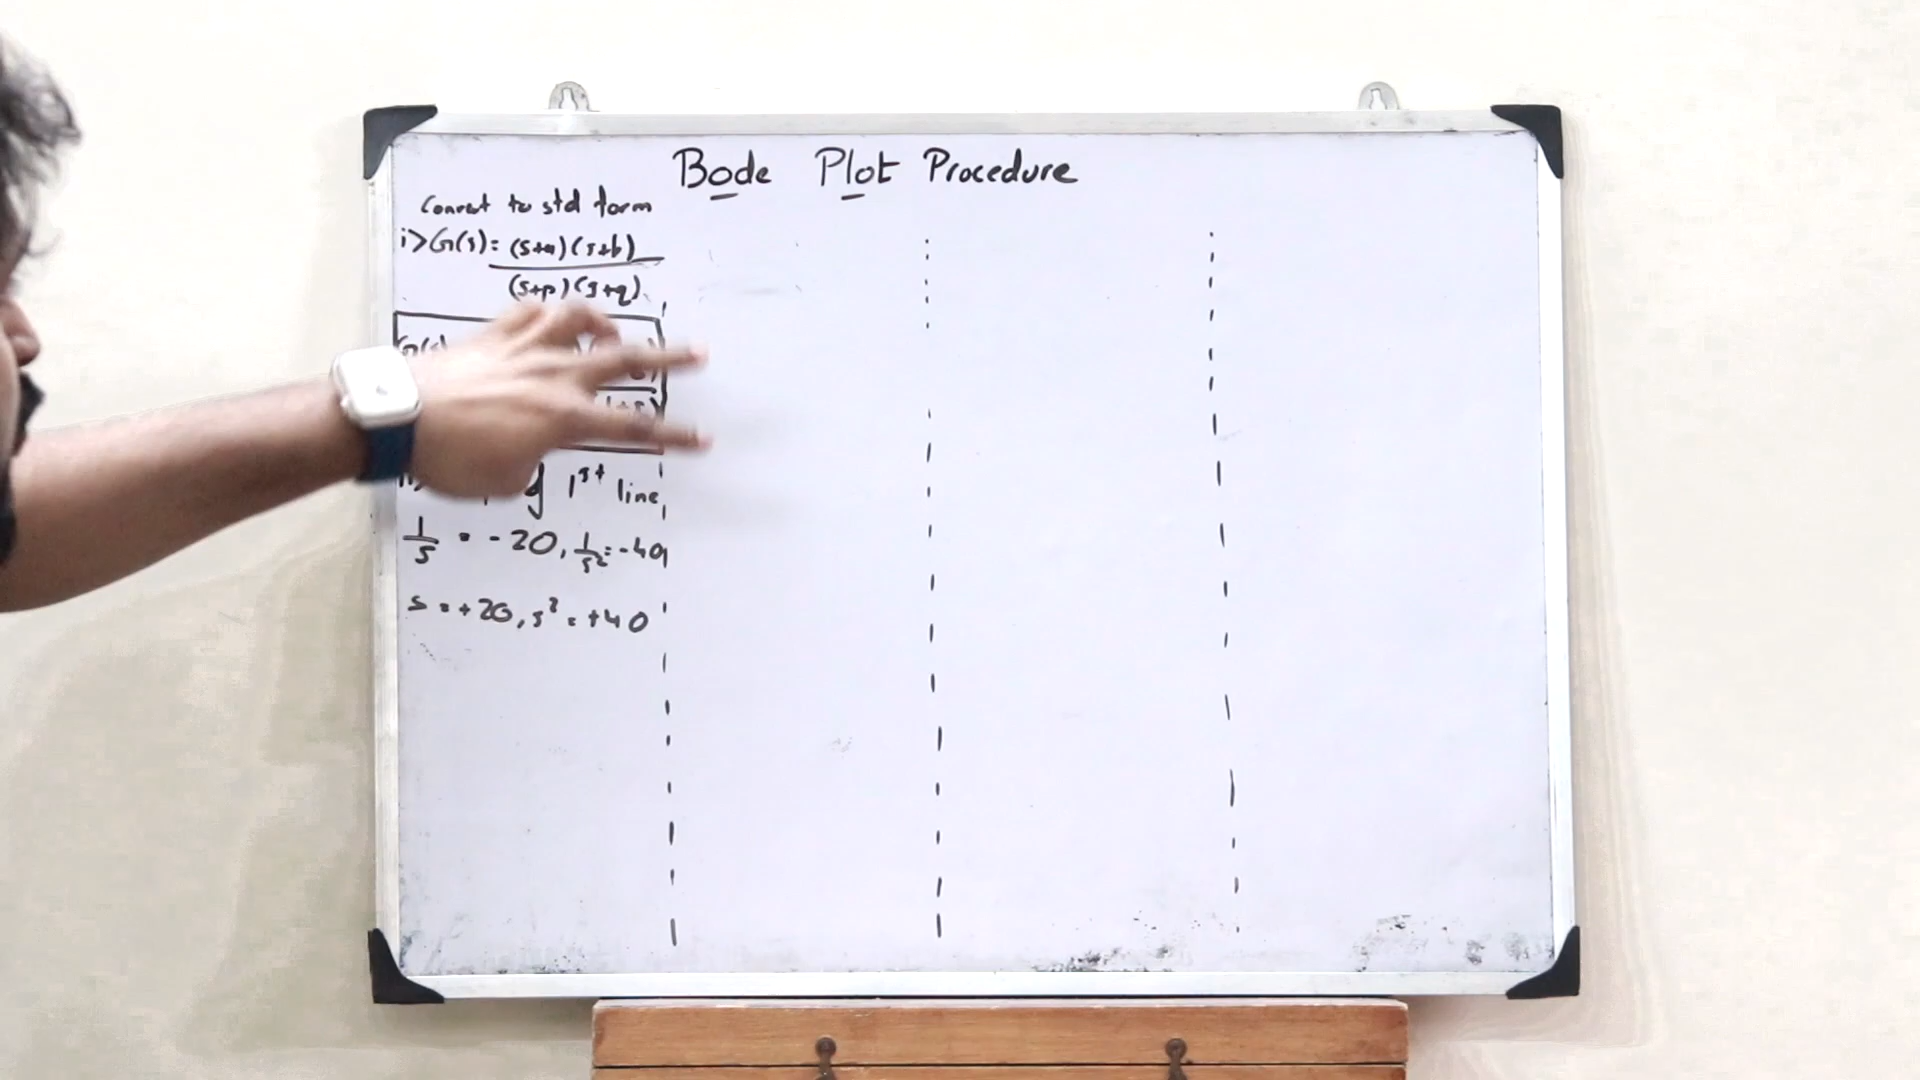 Bode Plot Procedure
Convert to std form
i> G(s) = (s+a)(s+b)
(s+p)(s+q)
G(s)
1st line
1/s = -20, 1/s² = -40
s = +20, s² = +40